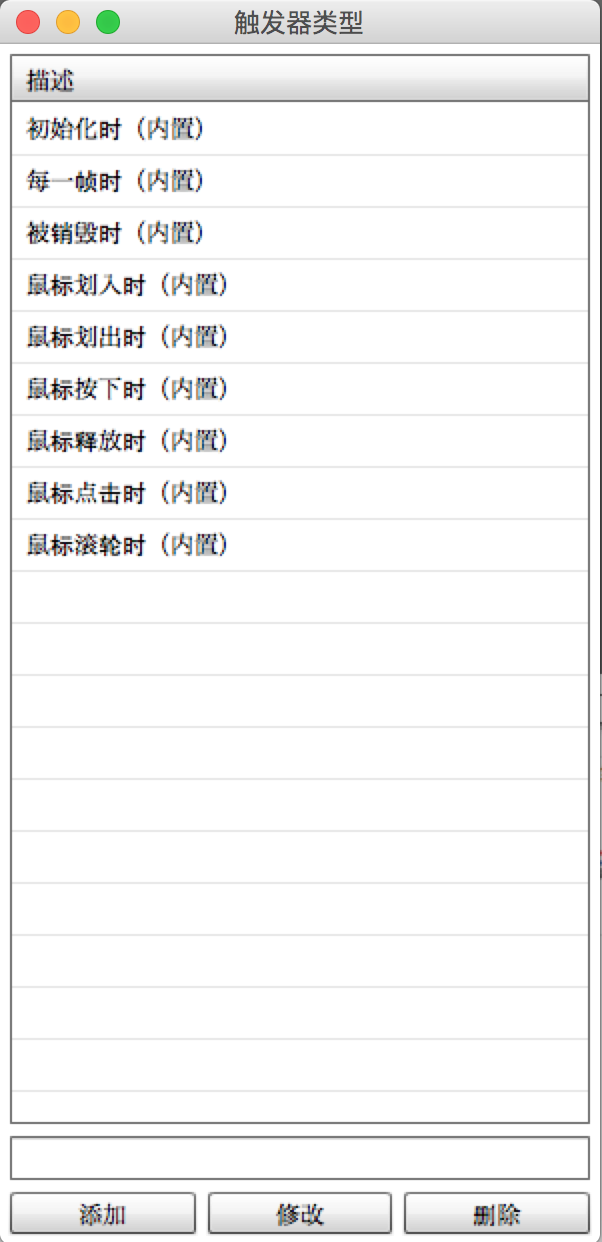 触发器类型
描述
初始化时（内置）
每一帧时（内置）
被销毁时（内置）
鼠标划入时（内置）
鼠标划出时（内置）
鼠标按下时（内置）
鼠标释放时（内置）
鼠标点击时（内置）
鼠标滚轮时（内置）
添加 修改 删除